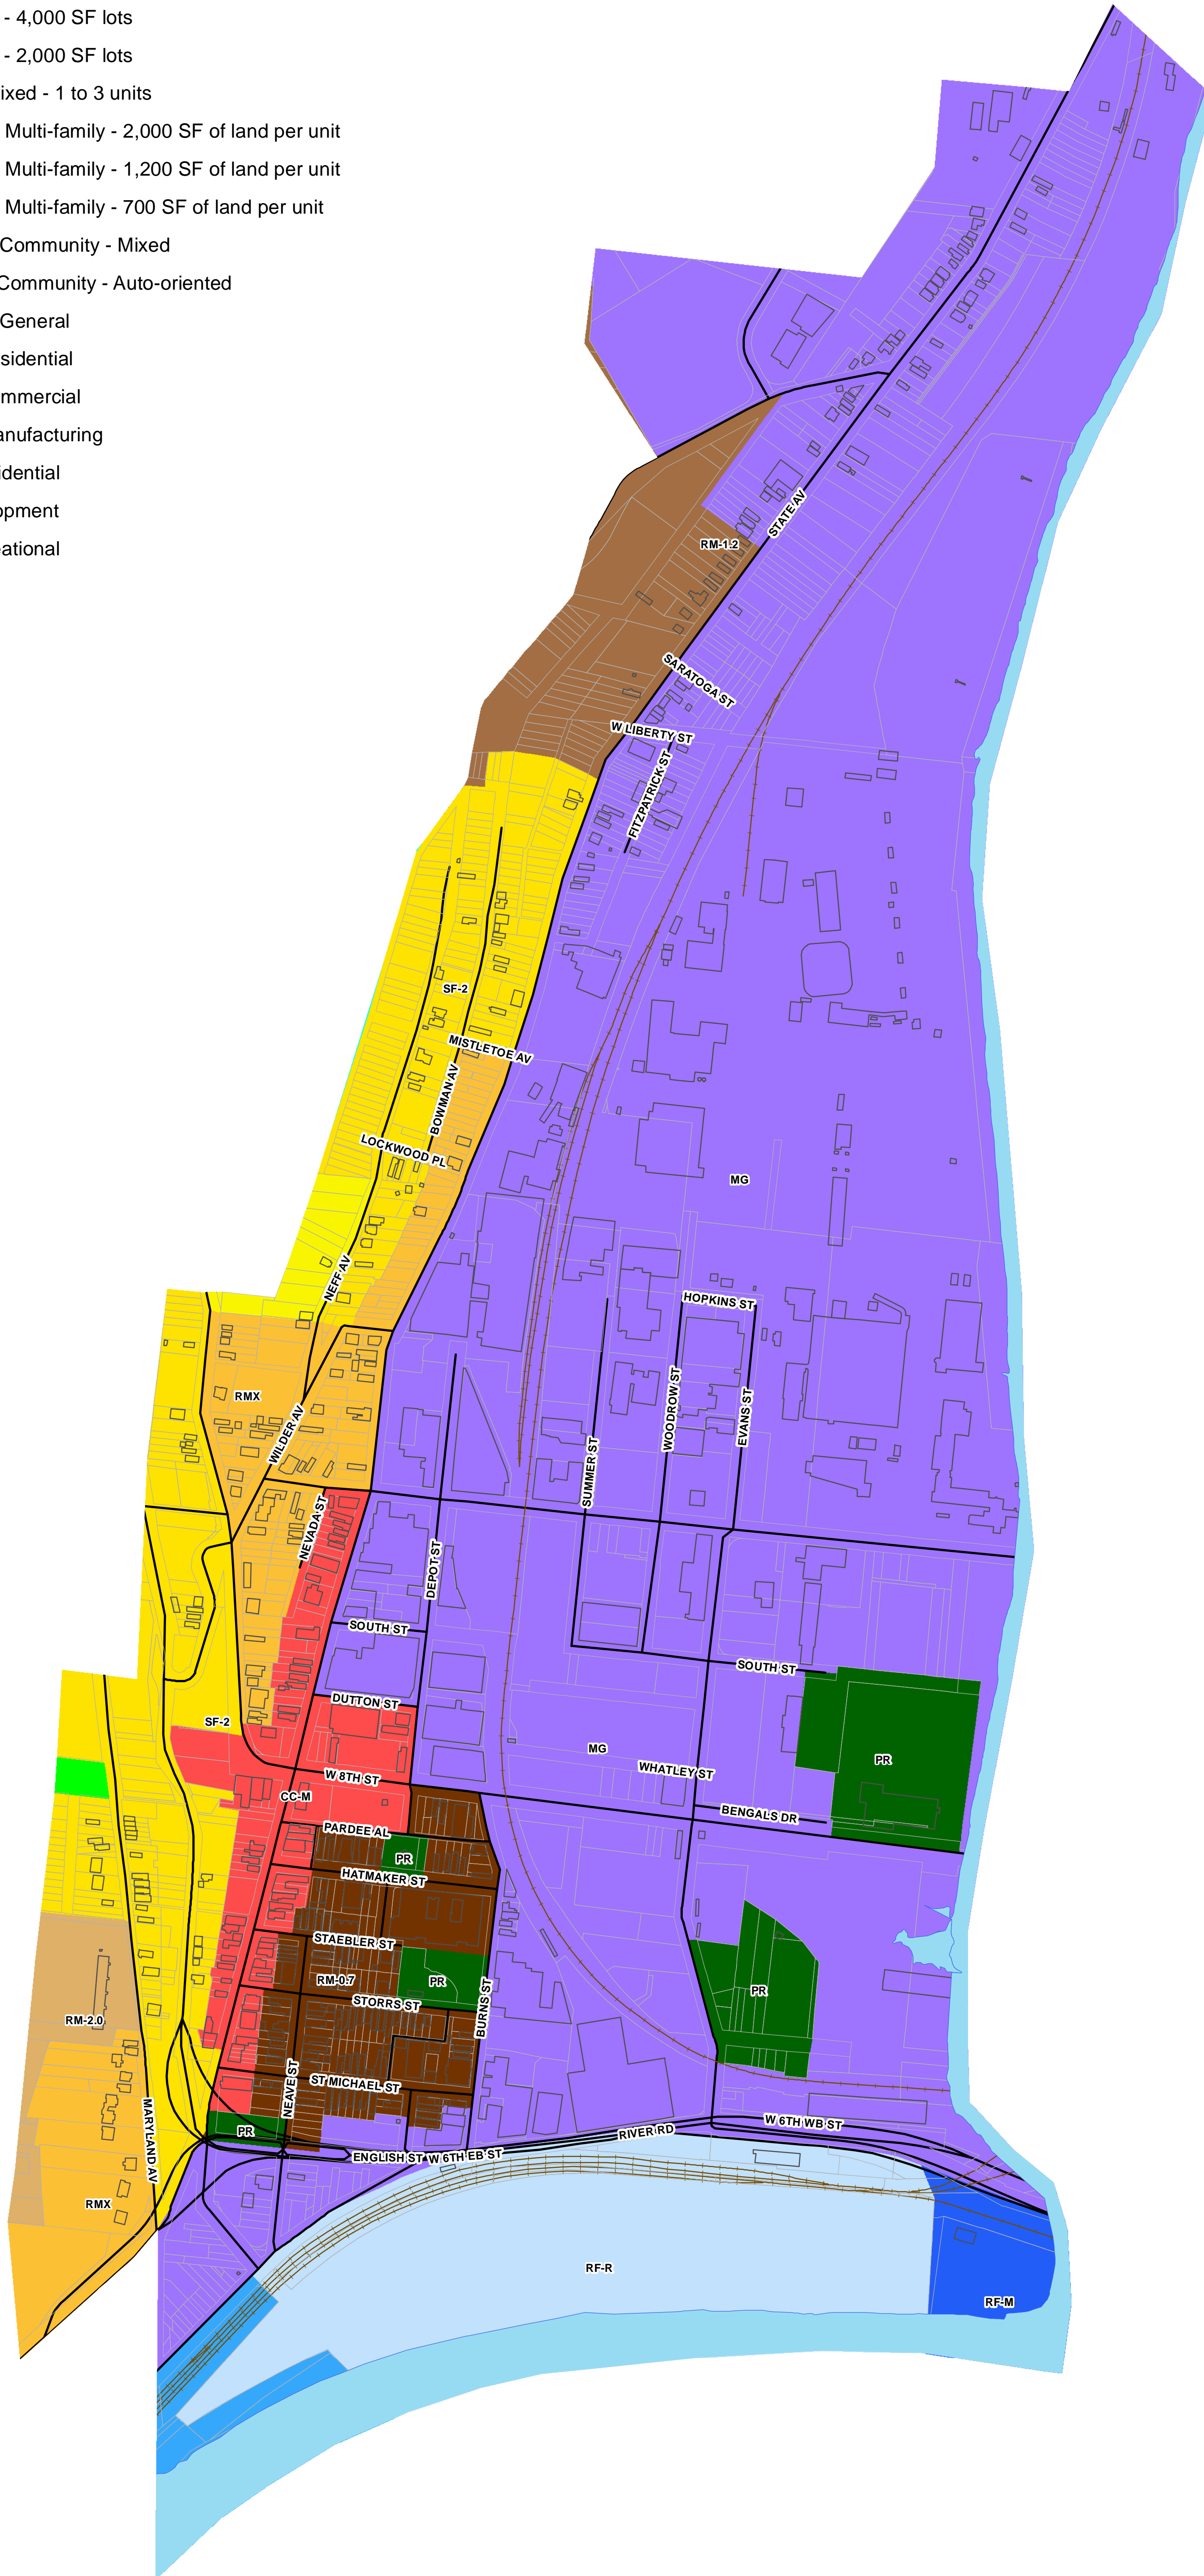 - 4,000 SF lots
- 2,000 SF lots
ixed - 1 to 3 units
Multi-family - 2,000 SF of land per unit
Multi-family - 1,200 SF of land per unit
Multi-family - 700 SF of land per unit
Community - Mixed
Community - Auto-oriented
General
sidential
mmercial
anufacturing
idential
opment
ational
STATE AV
RM-1.2
SARATOGA ST
W LIBERTY ST
FITZPATRICK ST
SF-2
MISTLETOE AV
BOWMAN AV
LOCKWOOD PL
MG
NEFF AV
HOPKINS ST
RMX
WILDER AV
WOODROW ST
EVANS ST
SUMMER ST
NEVADA ST
DEPOT ST
SOUTH ST
SOUTH ST
DUTTON ST
SF-2
MG
PR
WHATLEY ST
W 8TH ST
CC-M
BENGALS DR
PARDEE AL
PR
HATMAKER ST
STAEBLER ST
RM-0.7
PR
PR
STORRS ST
BURNS ST
RM-2.0
ST MICHAEL ST
NEAVE ST
MARYLAND AV
PR
W 6TH WB ST
RIVER RD
ENGLISH ST
W 6TH EB ST
RMX
RF-R
RF-M